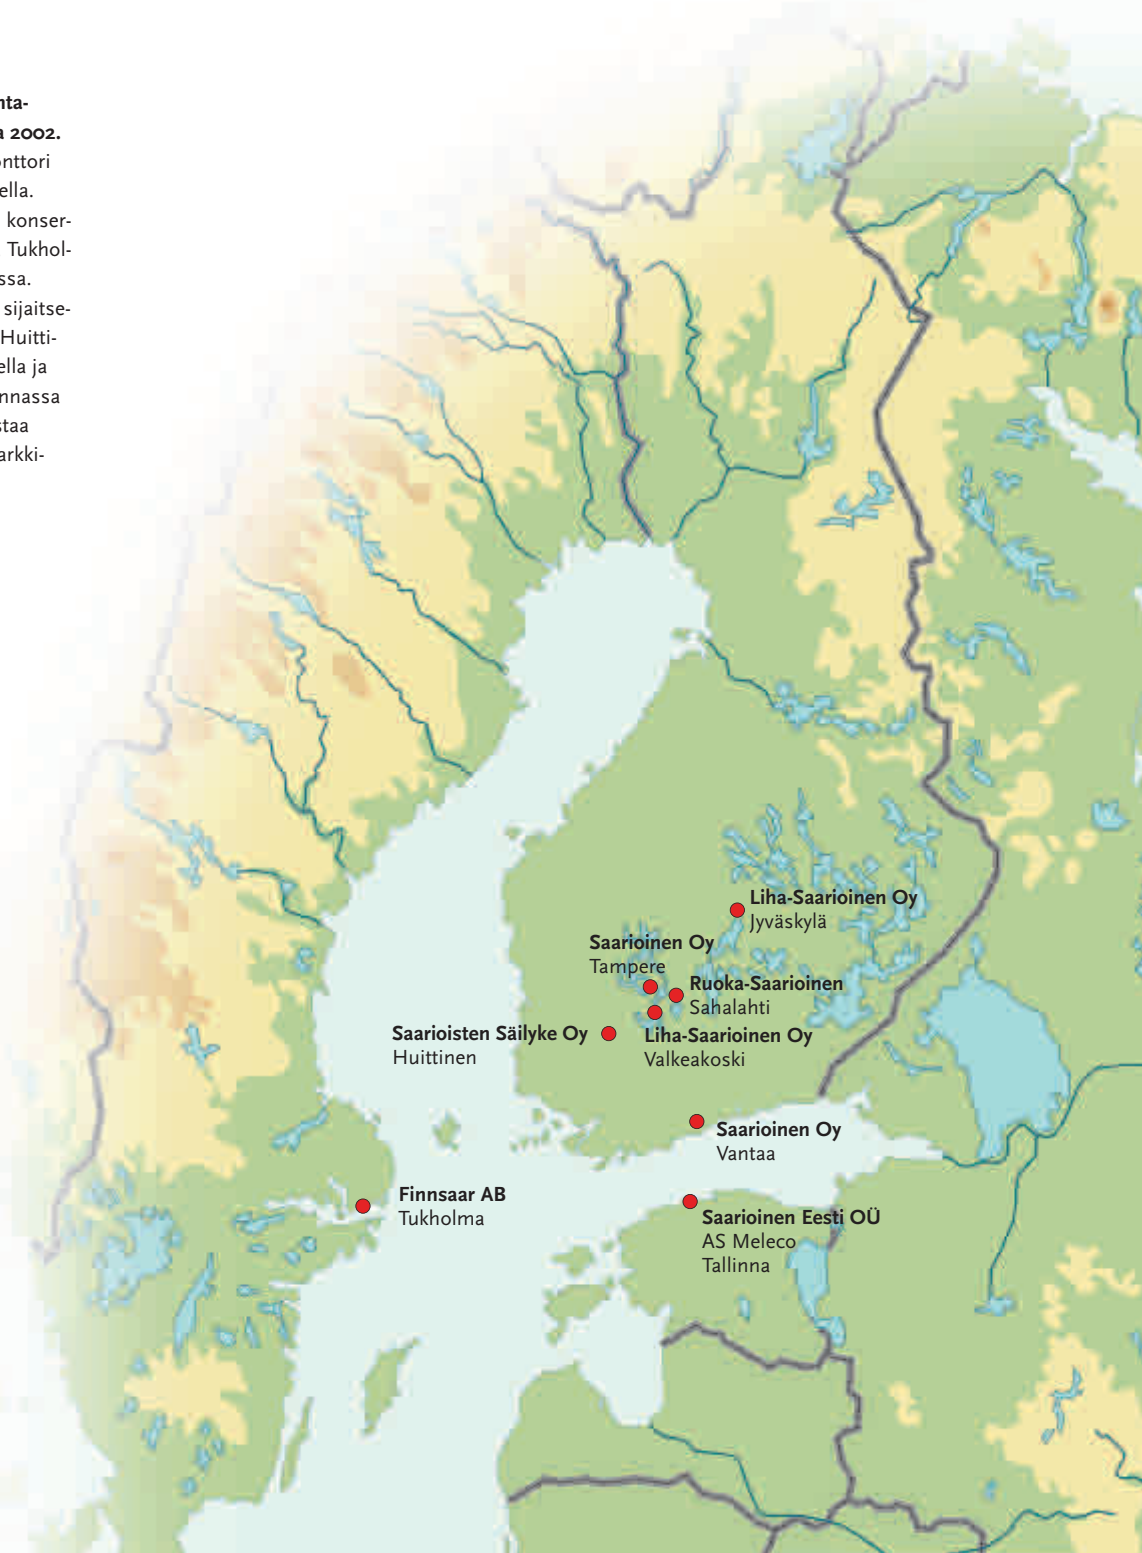 nta-
a 2002.
onttori
ella.
konser-
Tukhol-
ssa.
sijaitse-
Huitti-
ella ja
nnassa
staa
arkki-
Liha-Saarioinen Oy
Jyväskylä
Saarioinen Oy
Tampere
Ruoka-Saarioinen
Sahalahti
Saarioisten Säilyke Oy
Huittinen
Liha-Saarioinen Oy
Valkeakoski
Saarioinen Oy
Vantaa
Finnsaar AB
Tukholma
Saarioinen Eesti OÜ
AS Meleco
Tallinna